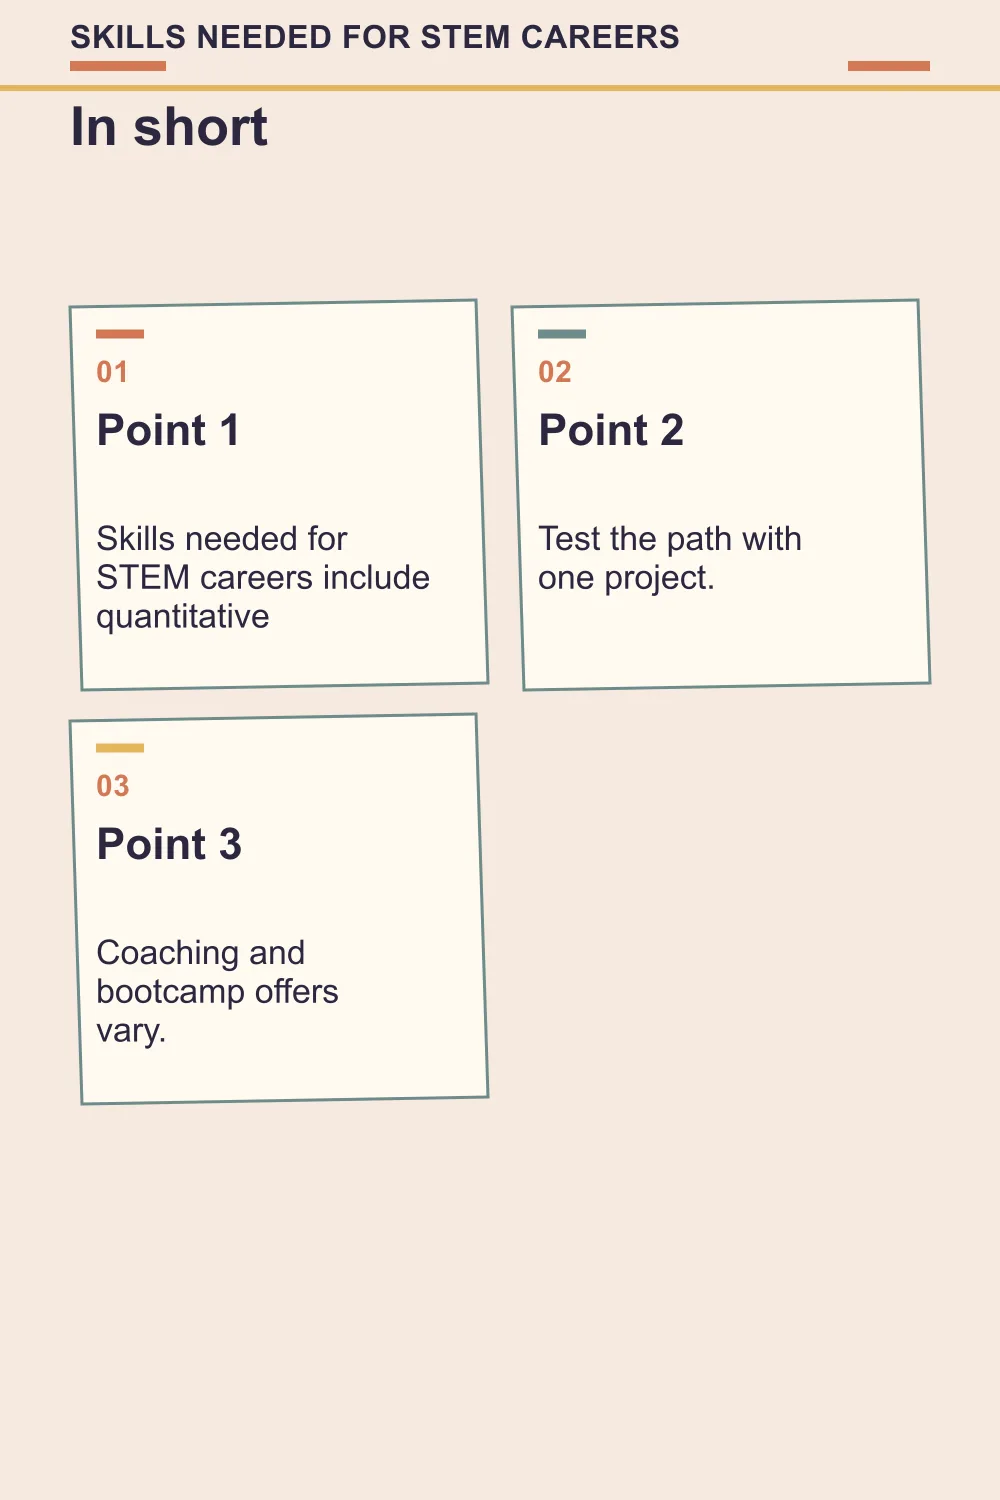 SKILLS NEEDED FOR STEM CAREERS
In short
01
Point 1
Skills needed for
STEM careers include
quantitative
02
Point 2
Test the path with
one project.
03
Point 3
Coaching and
bootcamp offers
vary.